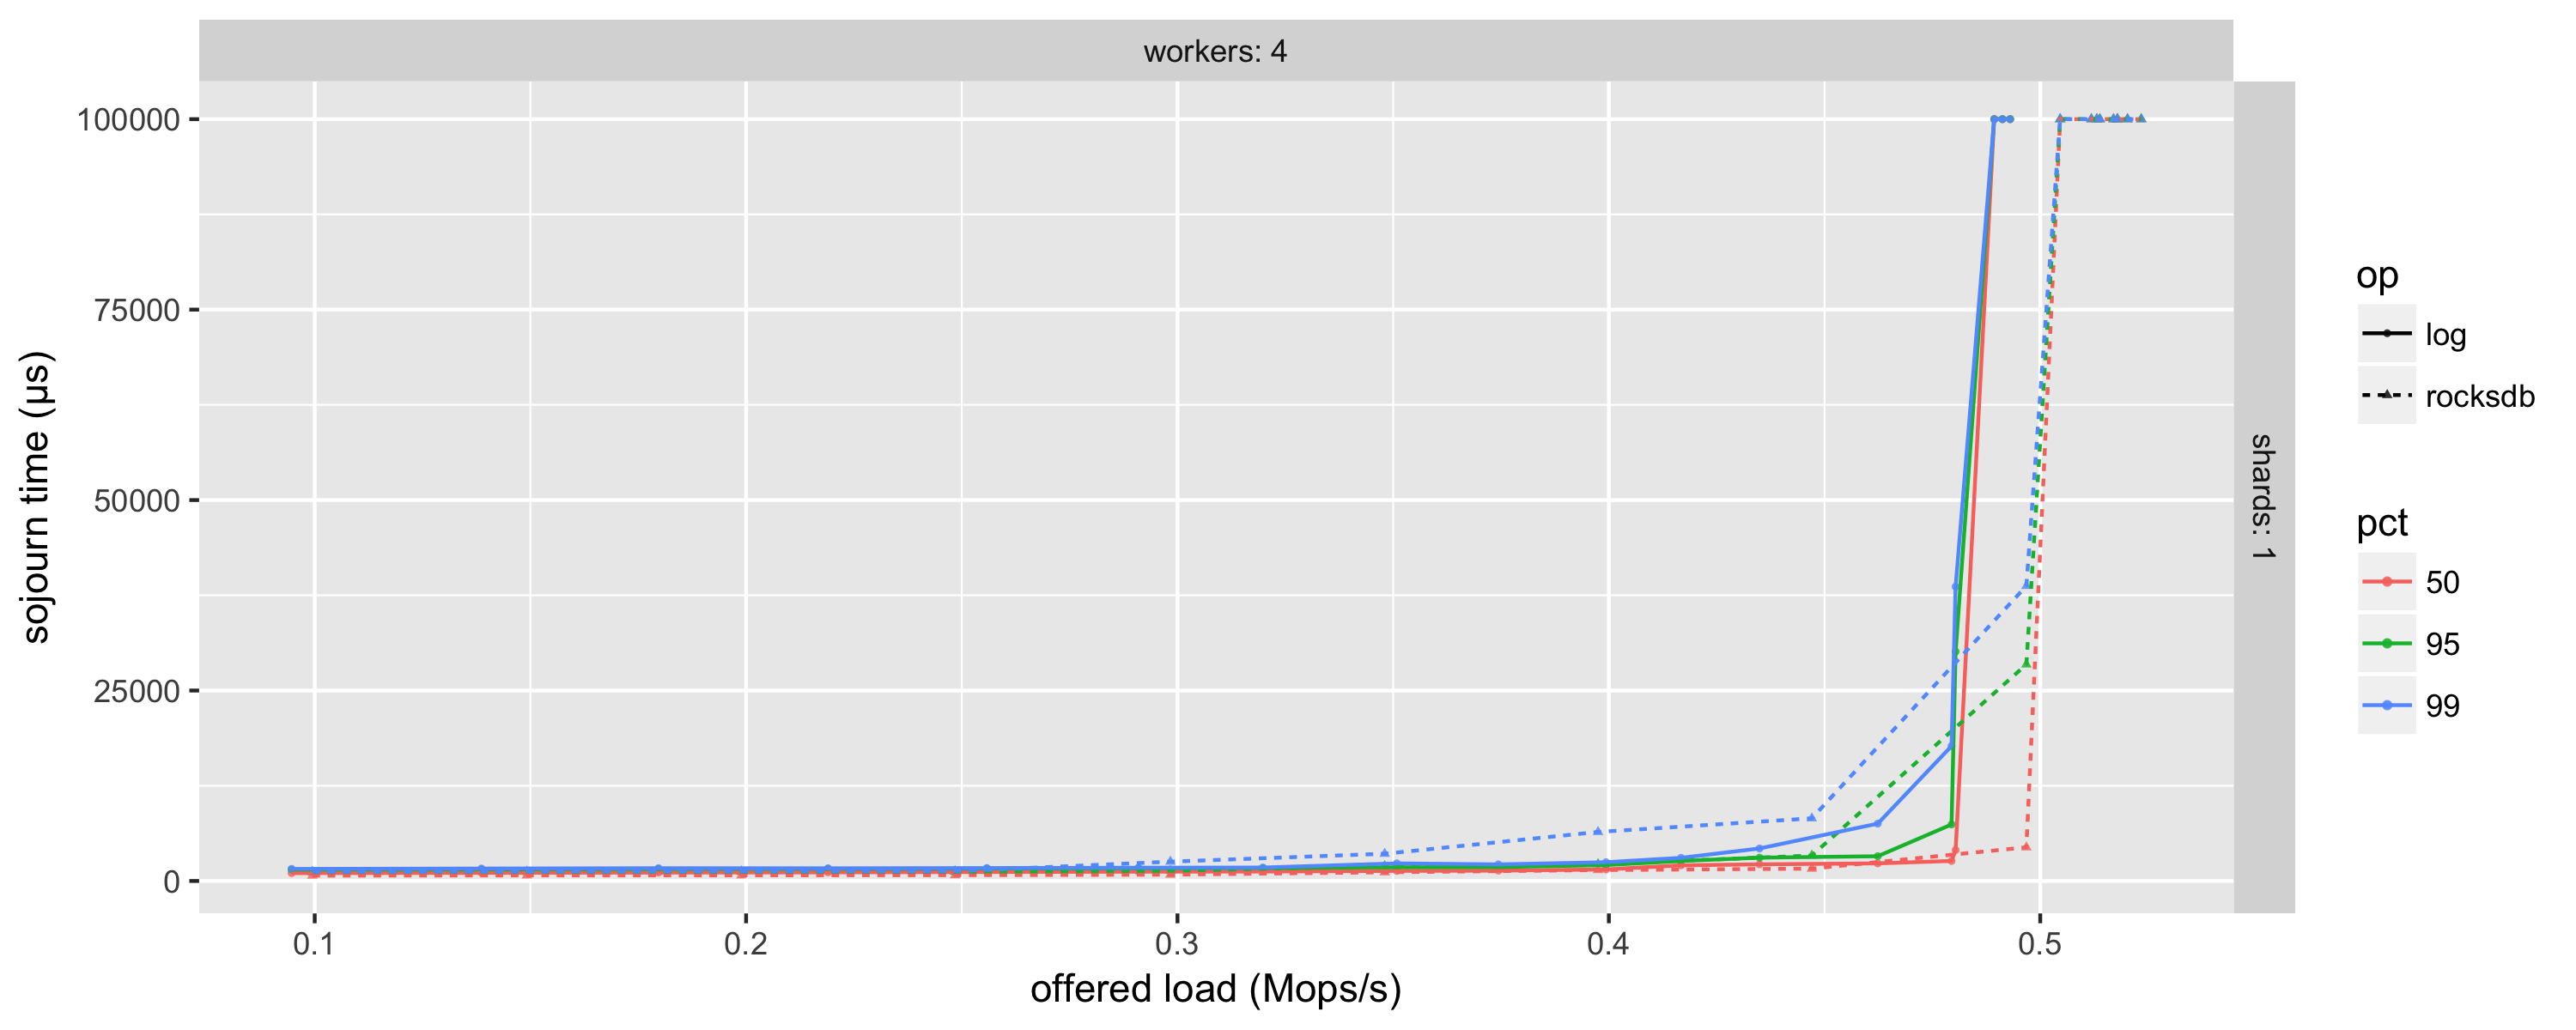 workers: 4
100000
75000
50000
25000
0
sojourn time (µs)
0.1
0.2
0.3
0.4
0.5
offered load (Mops/s)
shards: 1
op
log
rocksdb
pct
50
95
99